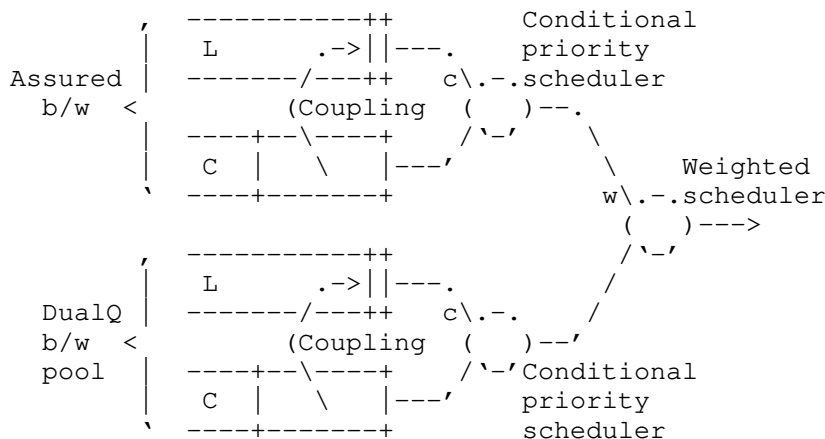 Conditional
L priority
Assured c scheduler
b/w (Coupling
C Weighted
w scheduler
L
DualQ c
b/w (Coupling
pool Conditional
C priority
scheduler